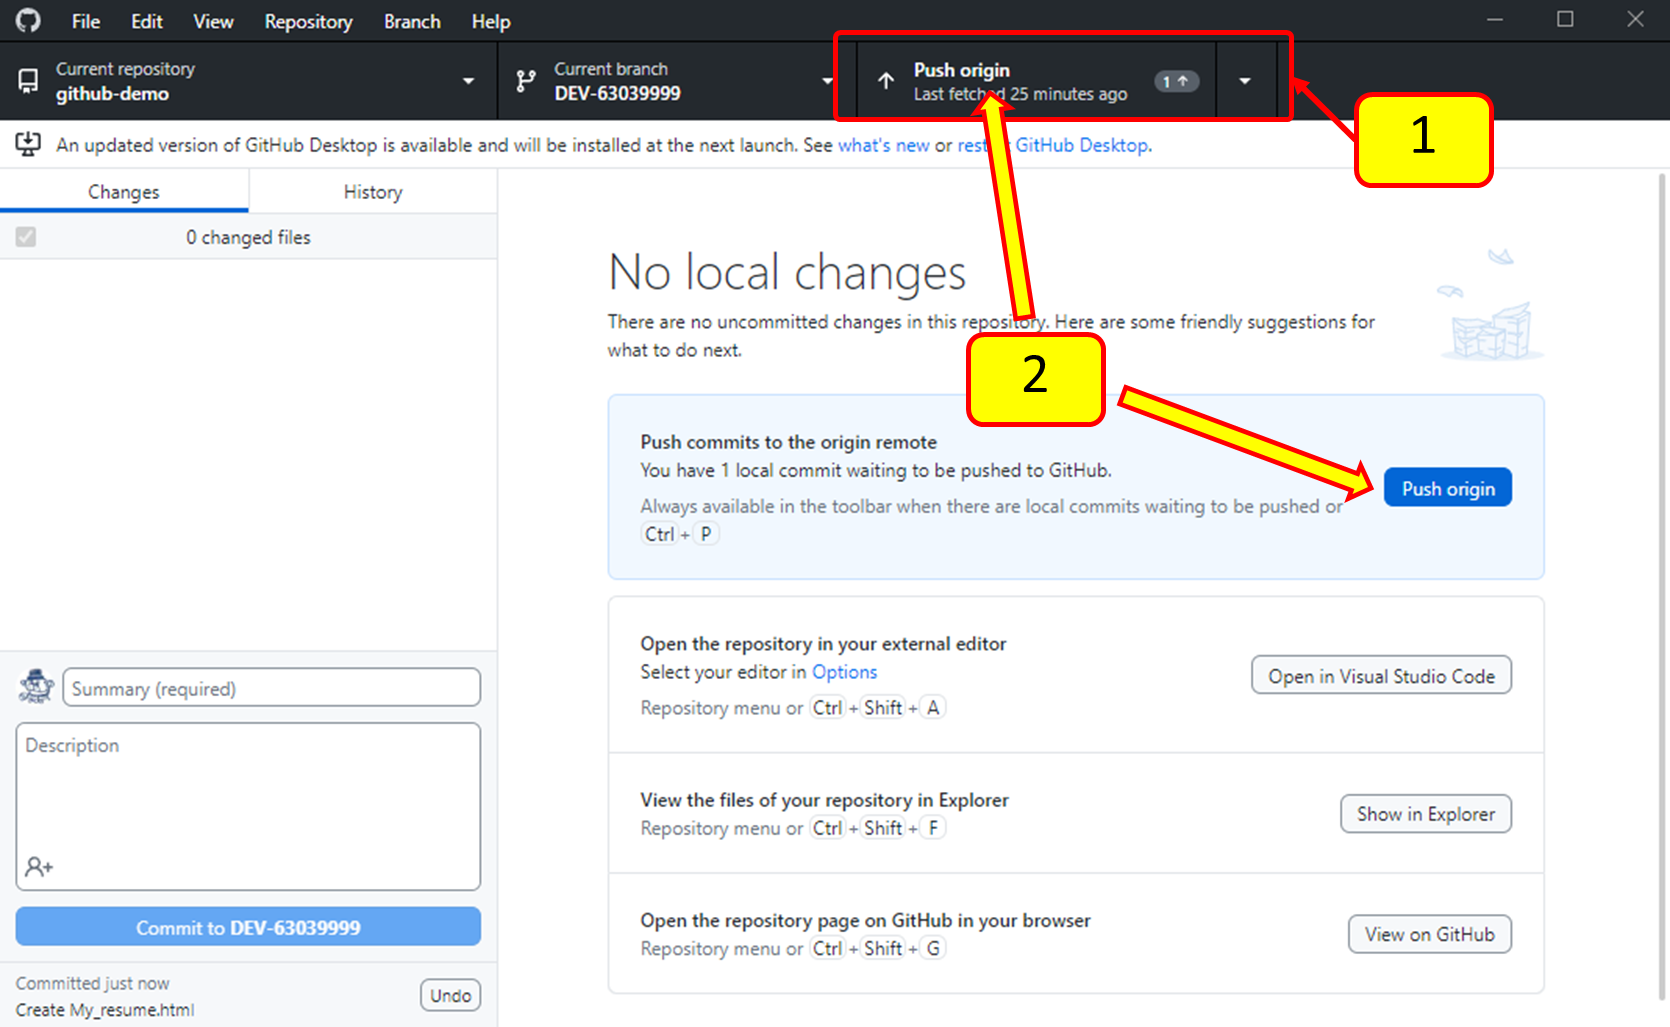 File Edit View Repository Branch Help
Current repository
github-demo
Current branch
DEV-63039999
Push origin
Last fetched 25 minutes ago
1
1
An updated version of GitHub Desktop is available and will be installed at the next launch. See what's new or restart GitHub Desktop.
Changes
History
0 changed files
No local changes
There are no uncommitted changes in this repository. Here are some friendly suggestions for
what to do next.
2
Push commits to the origin remote
You have 1 local commit waiting to be pushed to GitHub.
Always available in the toolbar when there are local commits waiting to be pushed or
Ctrl + P
Push origin
Open the repository in your external editor
Select your editor in Options
Repository menu or Ctrl + Shift + A
Open in Visual Studio Code
View the files of your repository in Explorer
Repository menu or Ctrl + Shift + F
Show in Explorer
Open the repository page on GitHub in your browser
Repository menu or Ctrl + Shift + G
View on GitHub
Summary (required)
Description
Commit to DEV-63039999
Committed just now
Create My_resume.html
Undo